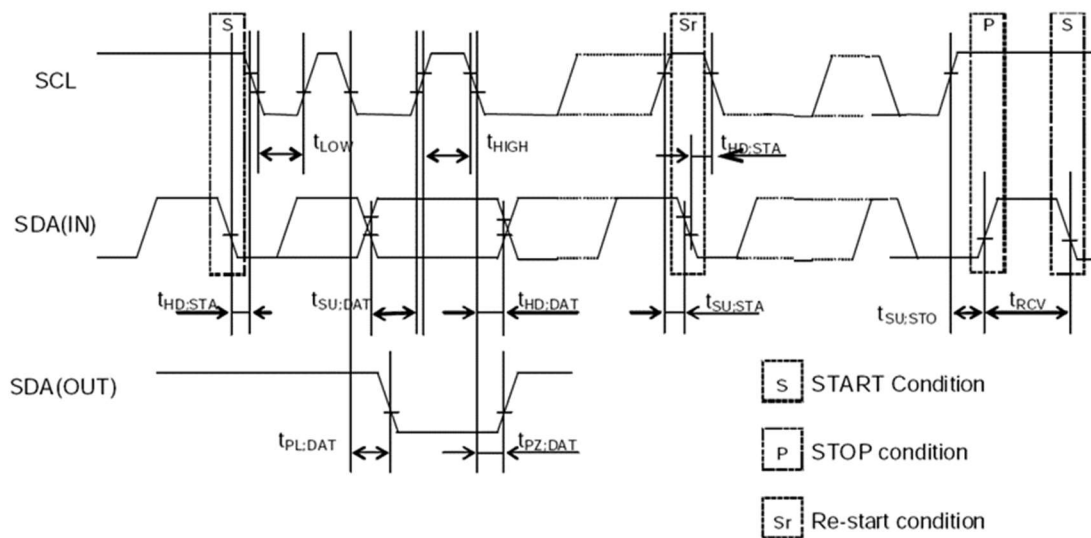 S Sr P S
SCL
tLOW tHIGH tHD;STA
SDA(IN)
tHD;STA tSU;DAT tHD;DAT tSU;STA tSU;STO tRCV
SDA(OUT)
tPL;DAT tPZ;DAT
S START Condition
P STOP condition
Sr Re-start condition